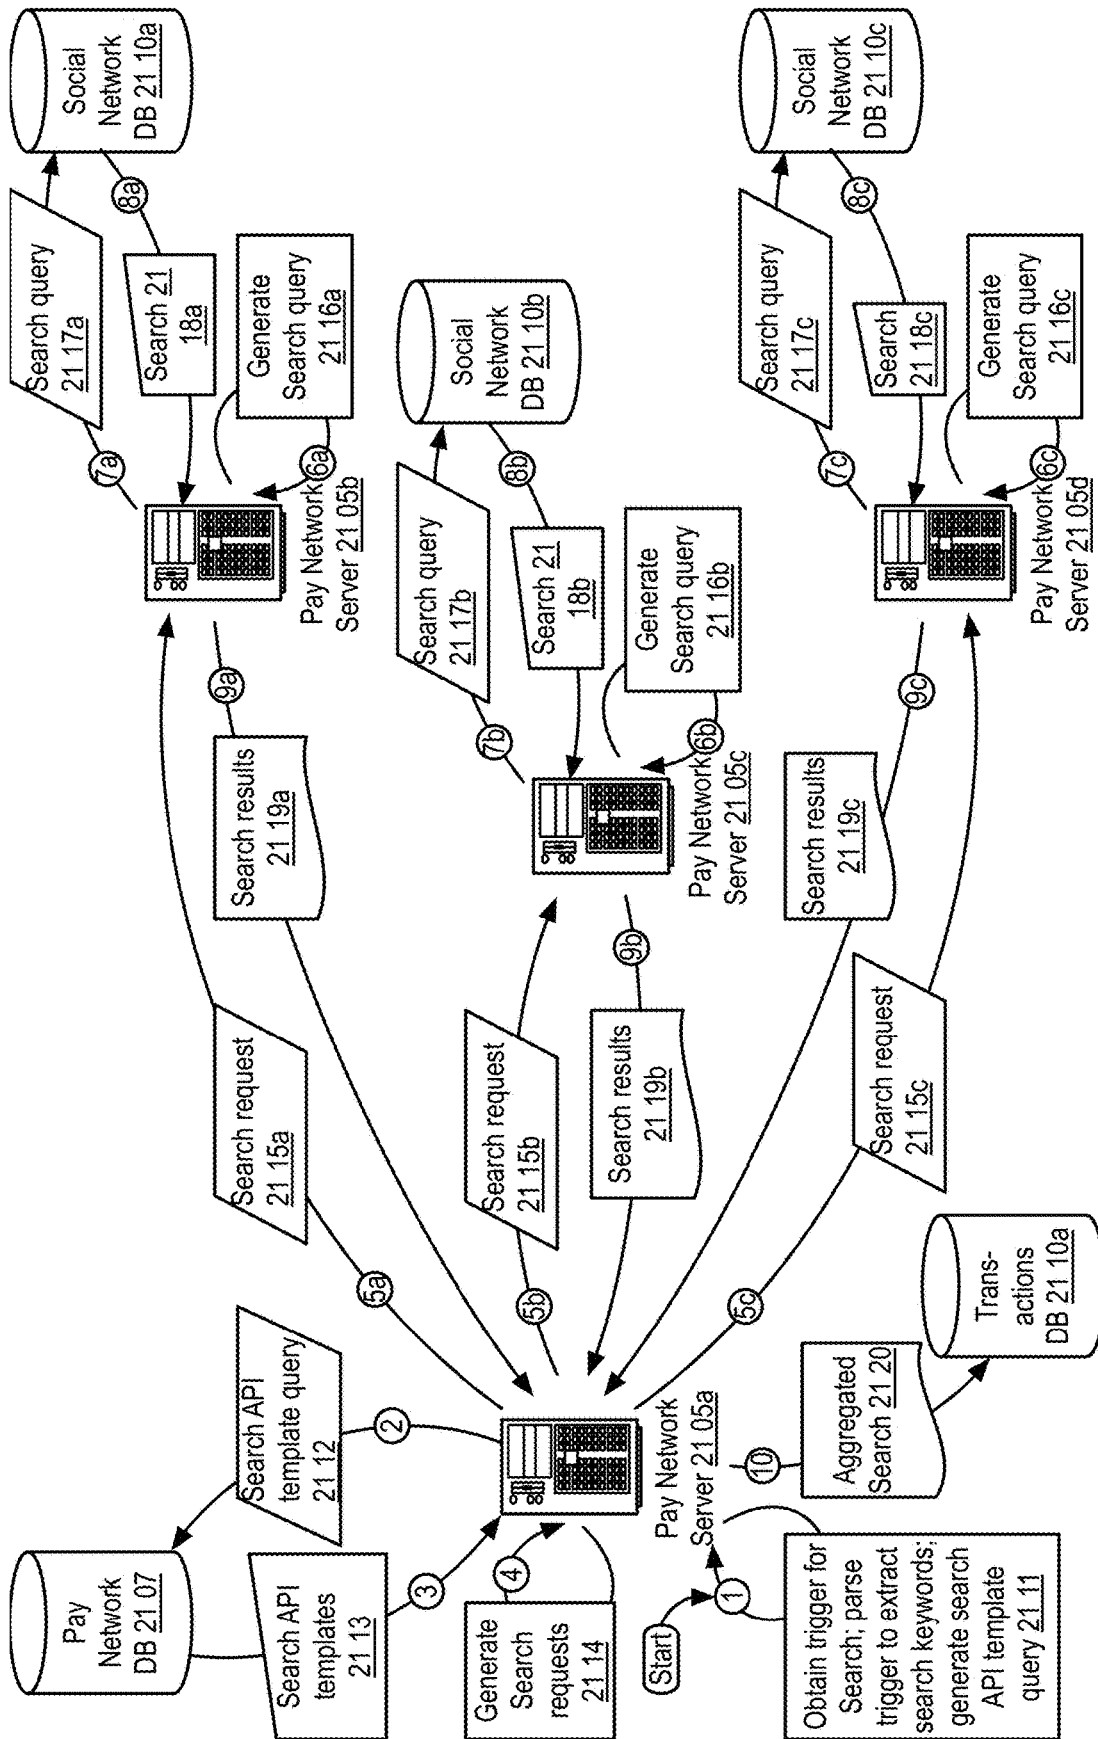 Pay
Network
DB 21 07
Search API
template query
21 12
2
Search API
templates
21 13
3
Generate
Search
requests
21 14
4
Start
1
Obtain trigger for
Search; parse
trigger to extract
search keywords;
generate search
API template
query 21 11
Pay Network
Server 21 05a
10
Aggregated
Search 21 20
Trans-
actions
DB 21 10a
5a
Search request
21 15a
5b
Search request
21 15b
5c
Search request
21 15c
Search results
21 19a
9a
Search results
21 19b
9b
Search results
21 19c
9c
Pay Network
Server 21 05b
6a
Generate
Search query
21 16a
7a
Search query
21 17a
Social
Network
DB 21 10a
8a
Search 21
18a
Pay Network
Server 21 05c
6b
Generate
Search query
21 16b
7b
Search query
21 17b
Social
Network
DB 21 10b
8b
Search 21
18b
Pay Network
Server 21 05d
6c
Generate
Search query
21 16c
7c
Search query
21 17c
Social
Network
DB 21 10c
8c
Search
21 18c